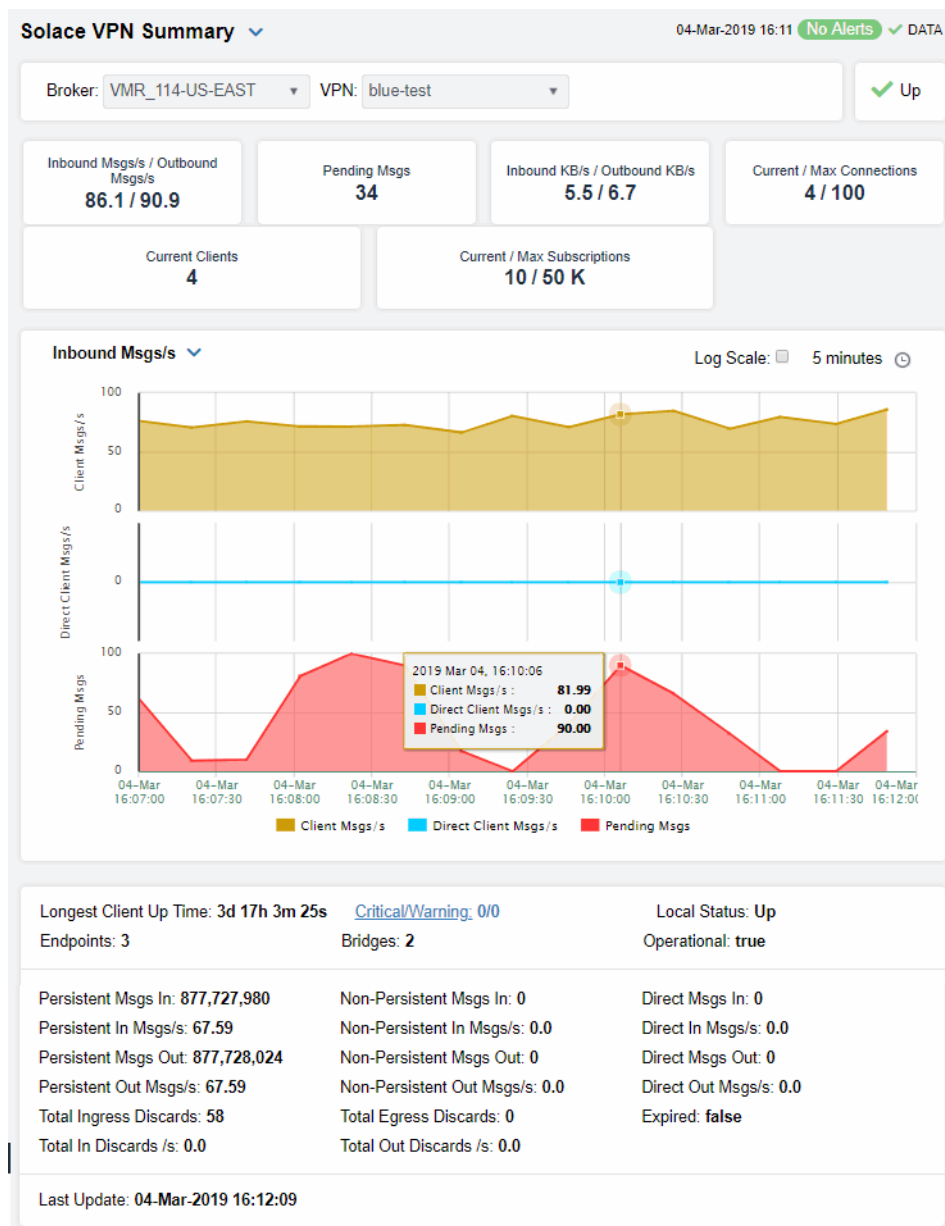 Solace VPN Summary
04-Mar-2019 16:11 No Alerts DATA
Broker: VMR_114-US-EAST VPN: blue-test Up
Inbound Msgs/s / Outbound
Msgs/s
86.1 / 90.9
Pending Msgs
34
Inbound KB/s / Outbound KB/s
5.5 / 6.7
Current / Max Connections
4 / 100
Current Clients
4
Current / Max Subscriptions
10 / 50 K
Inbound Msgs/s
Log Scale: 5 minutes
Client Msgs/s
100
50
0
Direct Client Msgs/s
0
Pending Msgs
100
50
0
2019 Mar 04, 16:10:06
Client Msgs/s : 81.99
Direct Client Msgs/s : 0.00
Pending Msgs : 90.00
04-Mar 04-Mar 04-Mar 04-Mar 04-Mar 04-Mar 04-Mar 04-Mar 04-Mar 04-Mar 04-Mar
16:07:00 16:07:30 16:08:00 16:08:30 16:09:00 16:09:30 16:10:00 16:10:30 16:11:00 16:11:30 16:12:00
Client Msgs/s Direct Client Msgs/s Pending Msgs
Longest Client Up Time: 3d 17h 3m 25s Critical/Warning: 0/0 Local Status: Up
Endpoints: 3 Bridges: 2 Operational: true
Persistent Msgs In: 877,727,980 Non-Persistent Msgs In: 0 Direct Msgs In: 0
Persistent In Msgs/s: 67.59 Non-Persistent In Msgs/s: 0.0 Direct In Msgs/s: 0.0
Persistent Msgs Out: 877,728,024 Non-Persistent Msgs Out: 0 Direct Msgs Out: 0
Persistent Out Msgs/s: 67.59 Non-Persistent Out Msgs/s: 0.0 Direct Out Msgs/s: 0.0
Total Ingress Discards: 58 Total Egress Discards: 0 Expired: false
Total In Discards /s: 0.0 Total Out Discards /s: 0.0
Last Update: 04-Mar-2019 16:12:09